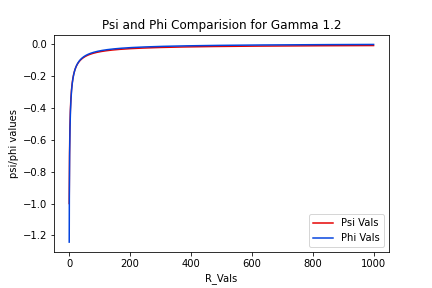 Psi and Phi Comparision for Gamma 1.2
psi/phi values
0.0
−0.2
−0.4
−0.6
−0.8
−1.0
−1.2
Psi Vals
Phi Vals
0 200 400 600 800 1000
R_Vals